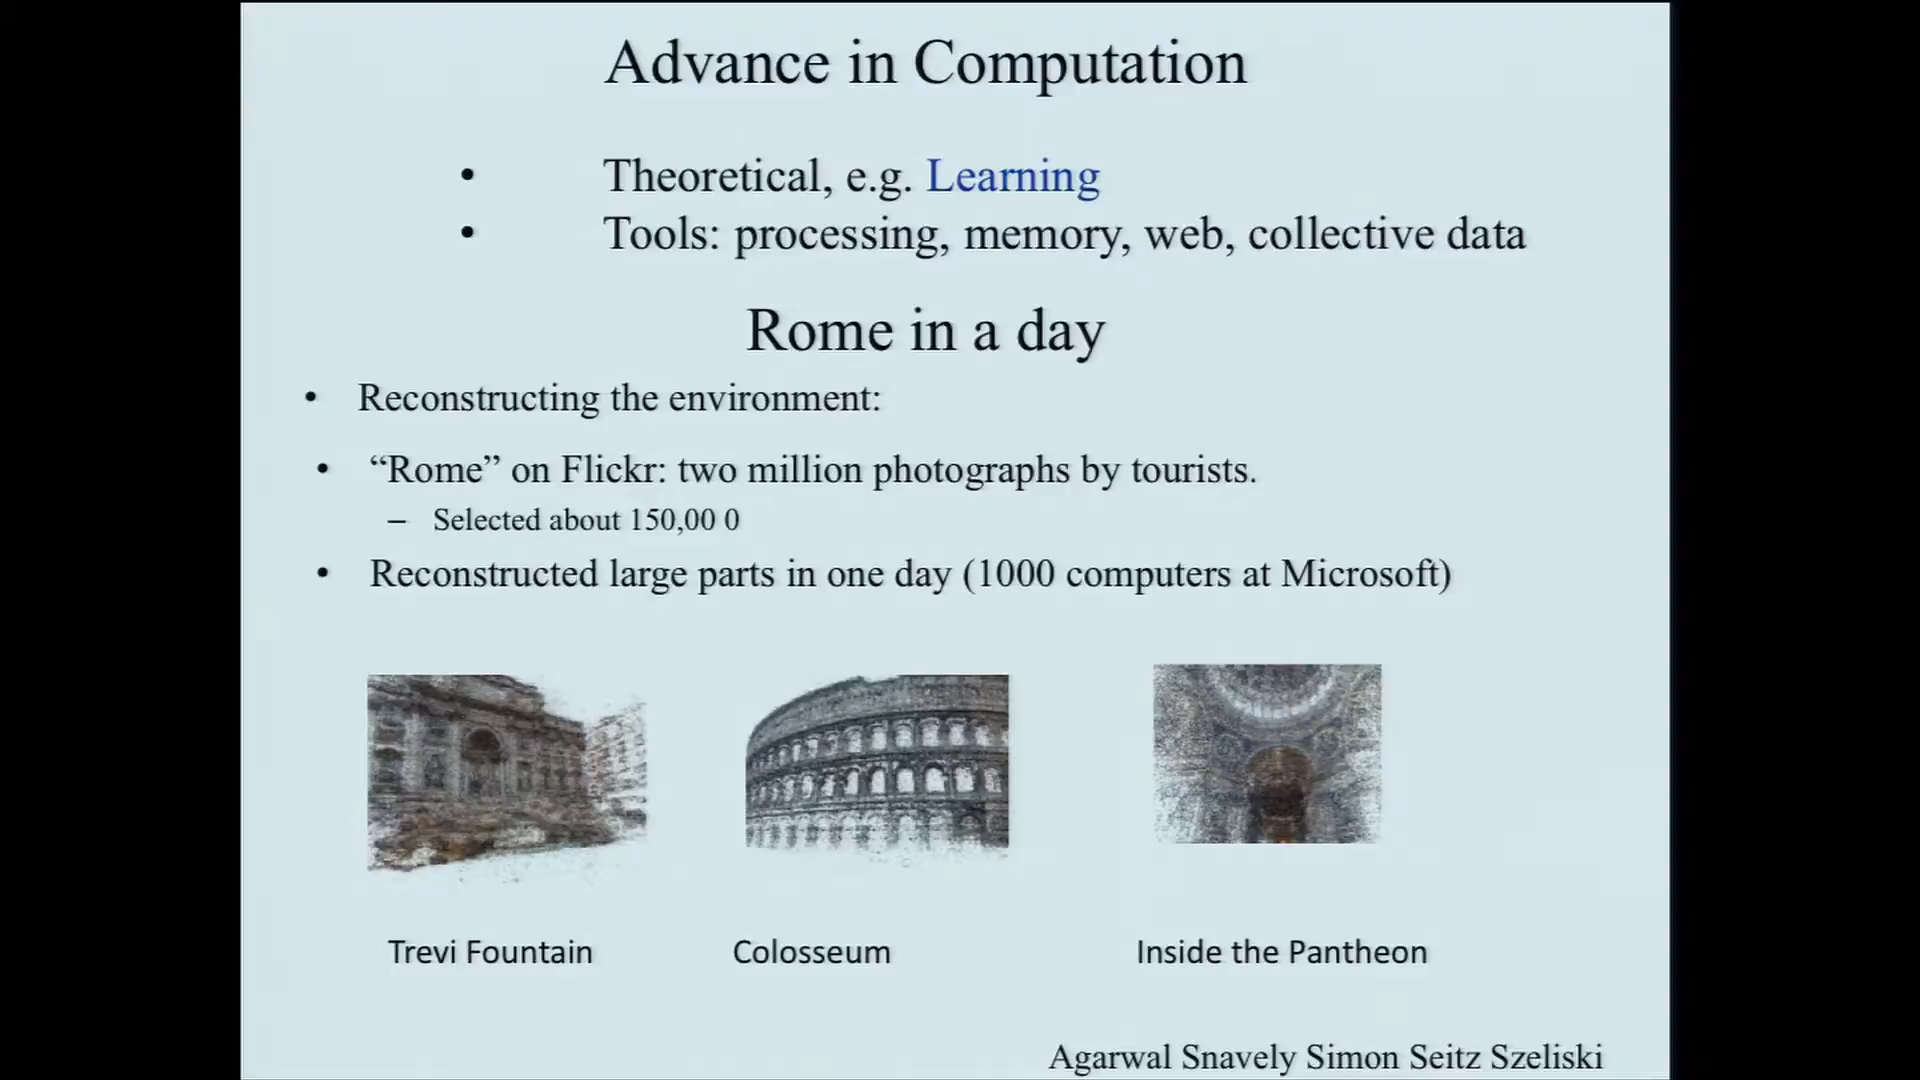 Advance in Computation
• Theoretical, e.g. Learning
• Tools: processing, memory, web, collective data
Rome in a day
• Reconstructing the environment:
• “Rome” on Flickr: two million photographs by tourists.
– Selected about 150,00 0
• Reconstructed large parts in one day (1000 computers at Microsoft)
Trevi Fountain
Colosseum
Inside the Pantheon
Agarwal Snavely Simon Seitz Szeliski